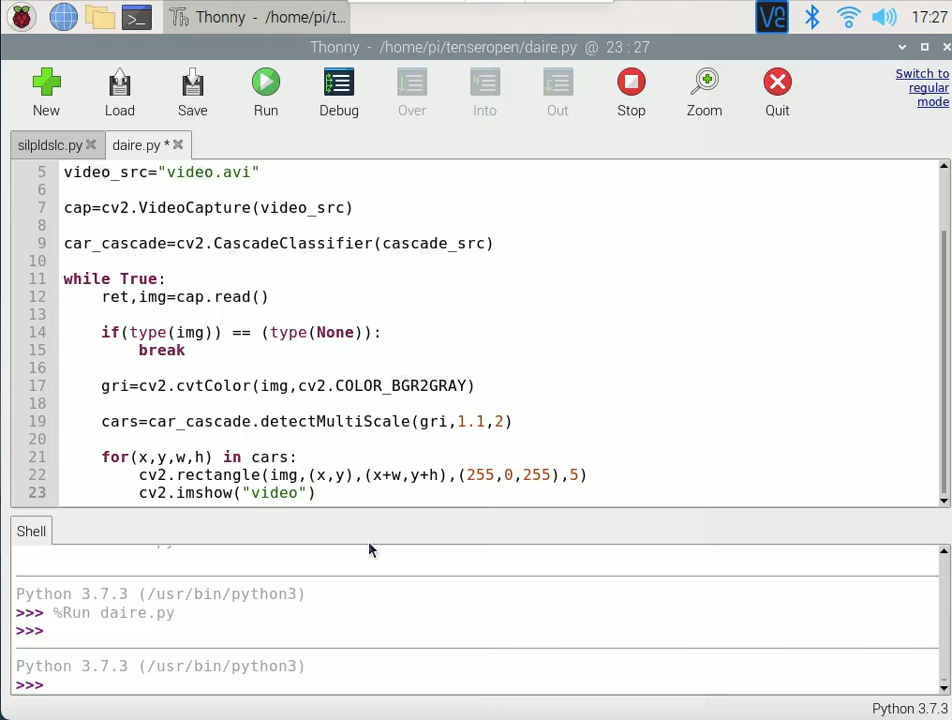 Thonny - /home/pi/t...
17:27
Thonny - /home/pi/tenseropen/daire.py @ 23 : 27
New
Load
Save
Run
Debug
Over
Into
Out
Stop
Zoom
Quit
Switch to
regular
mode
silpldslc.py
daire.py *
5 video_src="video.avi"
6
7 cap=cv2.VideoCapture(video_src)
8
9 car_cascade=cv2.CascadeClassifier(cascade_src)
10
11 while True:
12     ret,img=cap.read()
13
14     if(type(img)) == (type(None)):
15         break
16
17     gri=cv2.cvtColor(img,cv2.COLOR_BGR2GRAY)
18
19     cars=car_cascade.detectMultiScale(gri,1.1,2)
20
21     for(x,y,w,h) in cars:
22         cv2.rectangle(img,(x,y),(x+w,y+h),(255,0,255),5)
23         cv2.imshow("video")
Shell
Python 3.7.3 (/usr/bin/python3)
>>> %Run daire.py
>>>
Python 3.7.3 (/usr/bin/python3)
>>>
Python 3.7.3